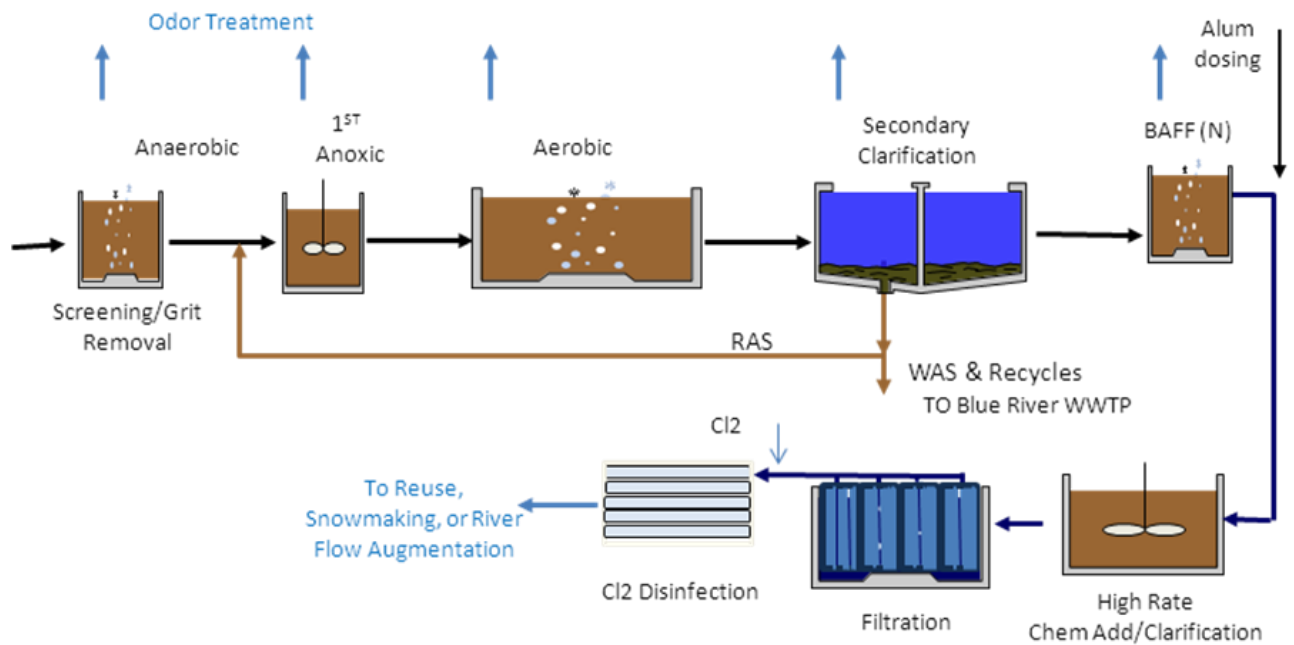 Odor Treatment
Alum
dosing
Anaerobic
1ST
Anoxic
Aerobic
Secondary
Clarification
BAFF (N)
Screening/Grit
Removal
RAS
WAS & Recycles
TO Blue River WWTP
Cl2
To Reuse,
Snowmaking, or River
Flow Augmentation
Cl2 Disinfection
Filtration
High Rate
Chem Add/Clarification